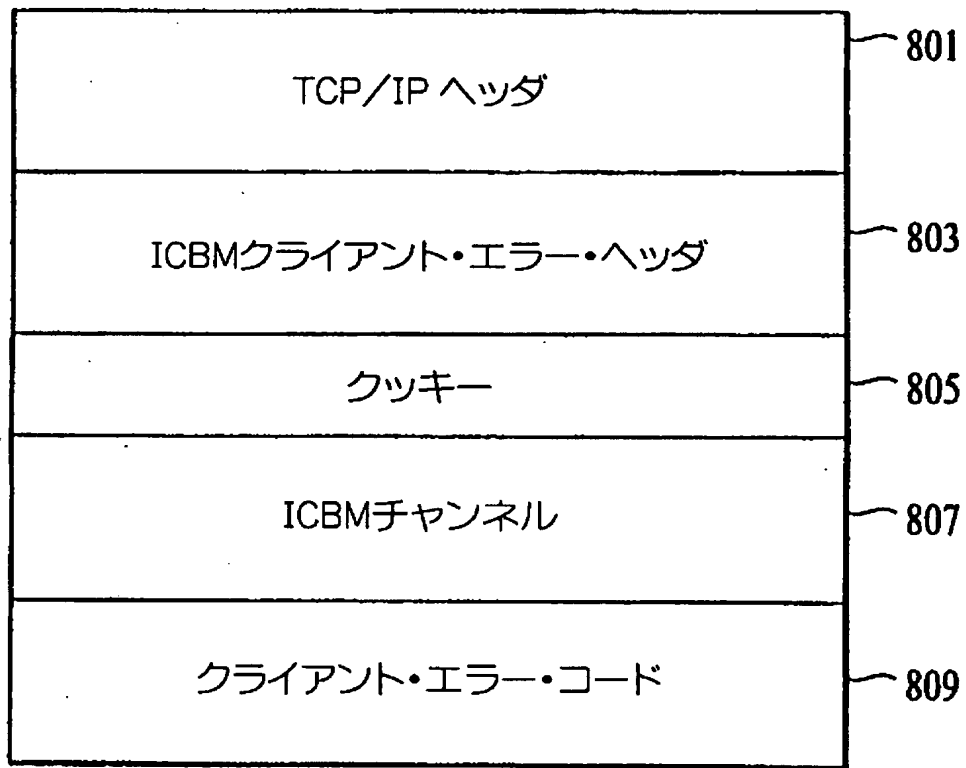 TCP/IP ヘッダ
801
ICBMクライアント・エラー・ヘッダ
803
クッキー
805
ICBMチャンネル
807
クライアント・エラー・コード
809